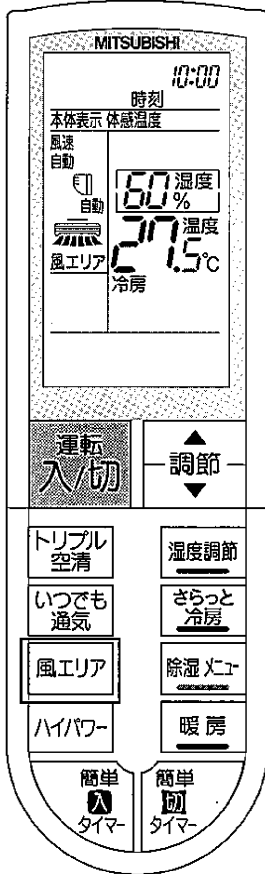 MITSUBISHI
10:00
時刻
本体表示 体感温度
風速
自動
自動
60 湿度
%
温度
27.5℃
風エリア
冷房
運転
入/切
▲
調節
▼
トリプル
空清
湿度調節
いつでも
通気
さらっと
冷房
風エリア
除湿 メニュー
ハイパワー
暖房
簡単
入
タイマー
簡単
切
タイマー